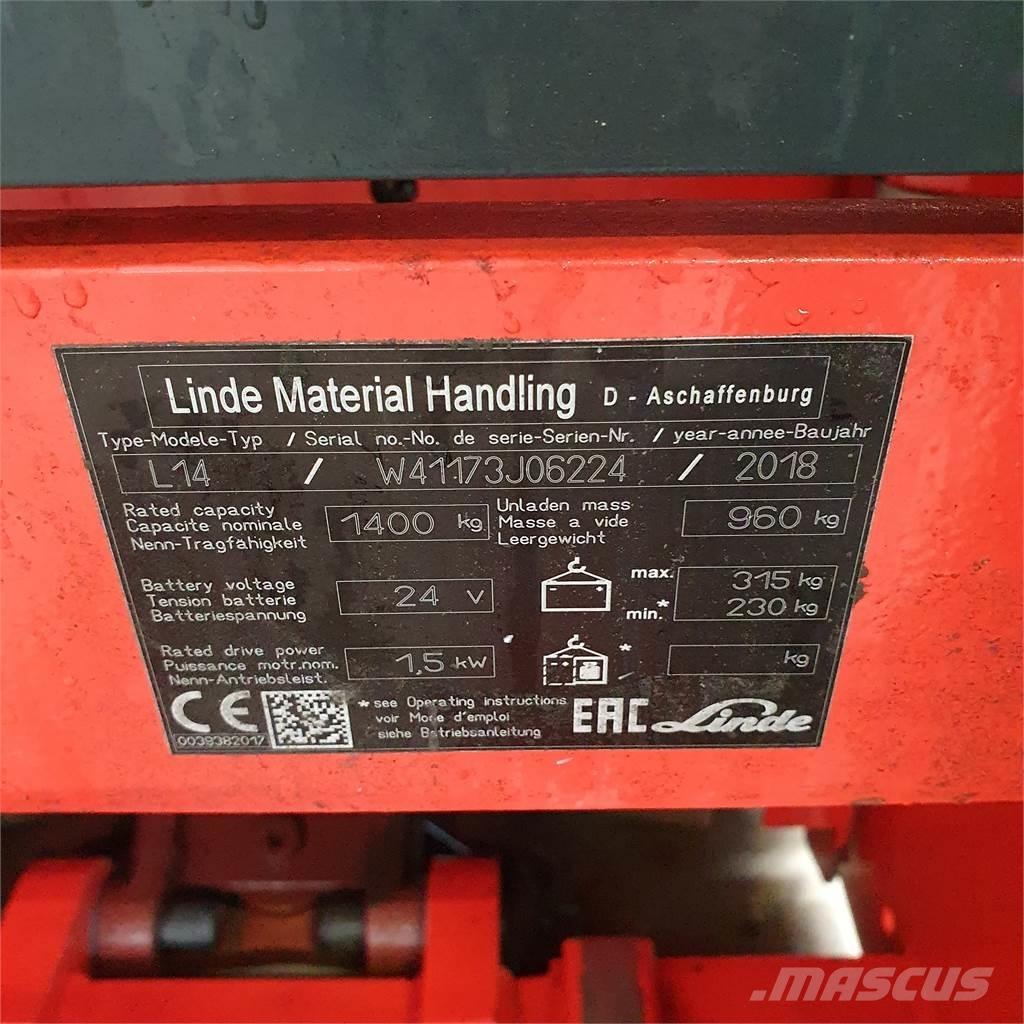 Linde Material Handling D - Aschaffenburg
Type-Modele-Typ / Serial no.-No. de serie-Serien-Nr. / year-annee-Baujahr
L14 / W41173J06224 / 2018
Rated capacity
Capacite nominale
Nenn-Tragfähigkeit
1400 kg
Unladen mass
Masse a vide
Leergewicht
960 kg
Battery voltage
Tension batterie
Batteriespannung
24 V
max. 315 kg
min.* 230 kg
Rated drive power
Puissance motr.nom.
Nenn-Antriebsleist.
1,5 kW
* kg
CE
0039382017
* see Operating instructions
voir Mode d'emploi
siehe Betriebsanleitung
EAC Linde
MASCUS